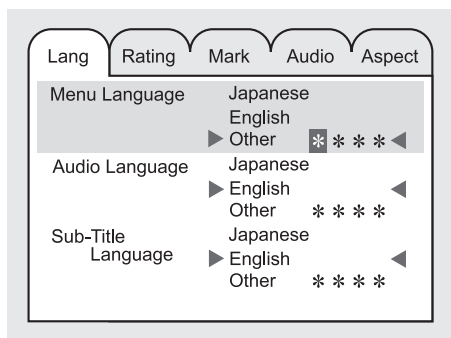 Lang Rating Mark Audio Aspect
Menu Language Japanese
English
▶ Other * * * * ◀
Audio Language Japanese
▶ English ◀
Other * * * *
Sub-Title Japanese
Language ▶ English ◀
Other * * * *